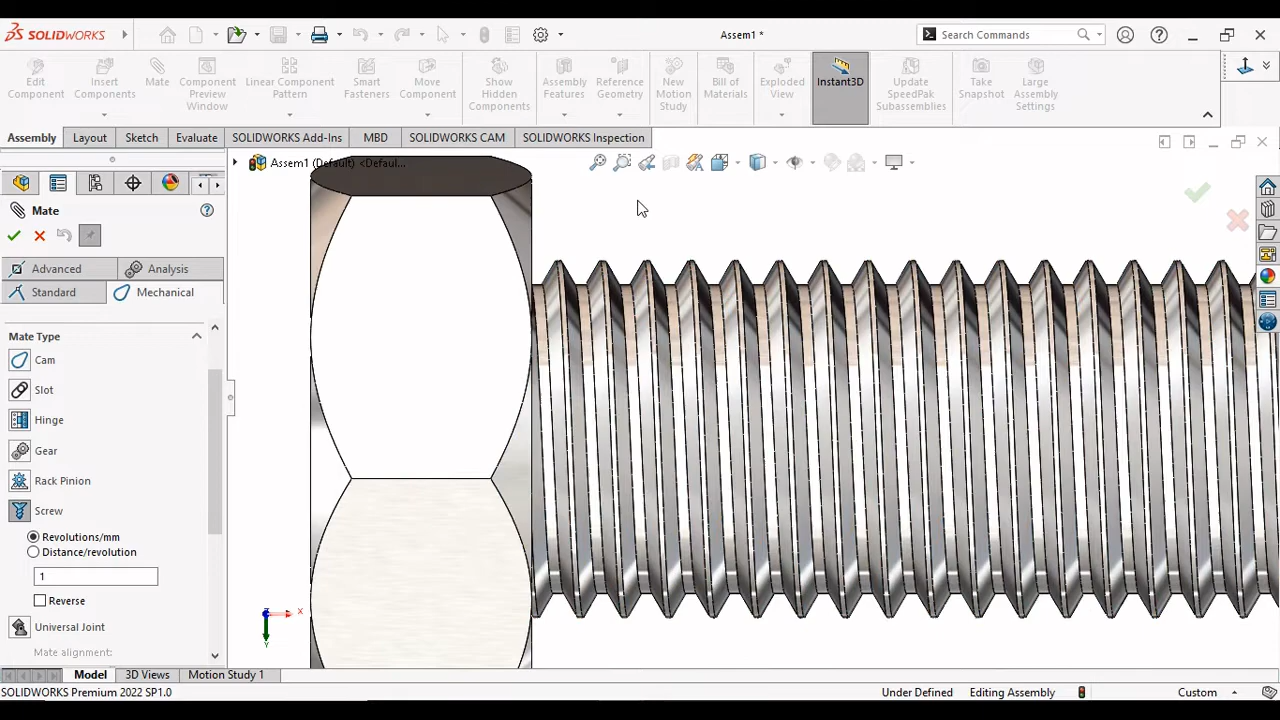 SOLIDWORKS
Assem1 *
Search Commands
Edit Component
Insert Components
Mate
Component Preview Window
Linear Component Pattern
Smart Fasteners
Move Component
Show Hidden Components
Assembly Features
Reference Geometry
New Motion Study
Bill of Materials
Exploded View
Instant3D
Update SpeedPak Subassemblies
Take Snapshot
Large Assembly Settings
Assembly
Layout
Sketch
Evaluate
SOLIDWORKS Add-Ins
MBD
SOLIDWORKS CAM
SOLIDWORKS Inspection
Assem1 (Default) <Defaul...
Mate
Advanced
Analysis
Standard
Mechanical
Mate Type
Cam
Slot
Hinge
Gear
Rack Pinion
Screw
Revolutions/mm
Distance/revolution
1
Reverse
Universal Joint
Mate alignment:
X
Y
Z
Model
3D Views
Motion Study 1
SOLIDWORKS Premium 2022 SP1.0
Under Defined
Editing Assembly
Custom